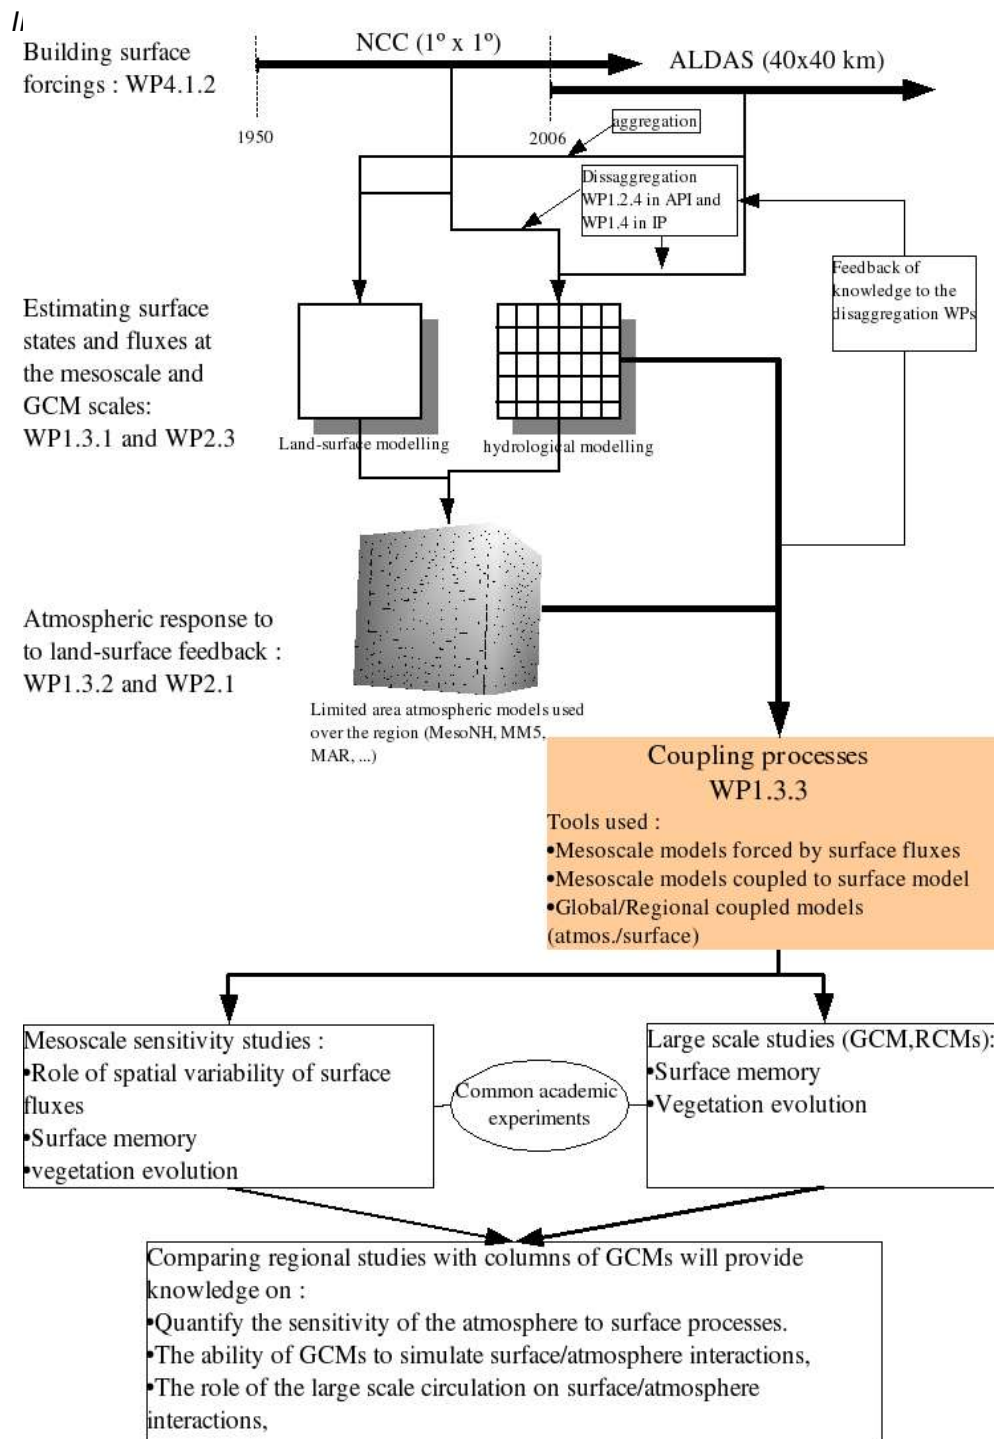 Building surface
forcings : WP4.1.2
NCC (1º x 1º)
ALDAS (40x40 km)
1950
2006
aggregation
Dissaggregation
WP1.2.4 in API and
WP1.4 in IP
Feedback of
knowledge to the
disaggregation WPs
Estimating surface
states and fluxes at
the mesoscale and
GCM scales:
WP1.3.1 and WP2.3
Land-surface modelling
hydrological modelling
Atmospheric response to
to land-surface feedback :
WP1.3.2 and WP2.1
Limited area atmospheric models used
over the region (MesoNH, MM5,
MAR, ...)
Coupling processes
WP1.3.3
Tools used :
•Mesoscale models forced by surface fluxes
•Mesoscale models coupled to surface model
•Global/Regional coupled models
(atmos./surface)
Mesoscale sensitivity studies :
•Role of spatial variability of surface
fluxes
•Surface memory
•vegetation evolution
Common academic
experiments
Large scale studies (GCM,RCMs):
•Surface memory
•Vegetation evolution
Comparing regional studies with columns of GCMs will provide
knowledge on :
•Quantify the sensitivity of the atmosphere to surface processes.
•The ability of GCMs to simulate surface/atmosphere interactions,
•The role of the large scale circulation on surface/atmosphere
interactions,